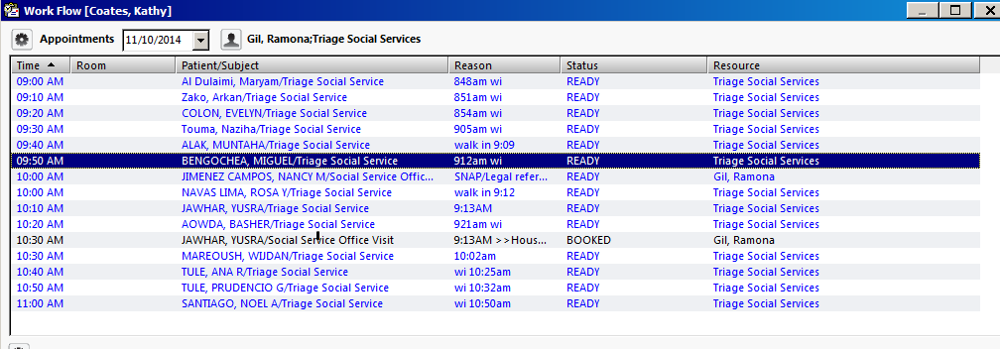 Work Flow [Coates, Kathy]
Appointments 11/10/2014 Gil, Ramona;Triage Social Services
Time Room Patient/Subject Reason Status Resource
09:00 AM Al Dulaimi, Maryam/Triage Social Service 848am wi READY Triage Social Services
09:10 AM Zako, Arkan/Triage Social Service 851am wi READY Triage Social Services
09:20 AM COLON, EVELYN/Triage Social Service 854am wi READY Triage Social Services
09:30 AM Touma, Naziha/Triage Social Service 905am wi READY Triage Social Services
09:40 AM ALAK, MUNTAHA/Triage Social Service walk in 9:09 READY Triage Social Services
09:50 AM BENGOCHEA, MIGUEL/Triage Social Service 912am wi READY Triage Social Services
10:00 AM JIMENEZ CAMPOS, NANCY M/Social Service Offic... SNAP/Legal refer... READY Gil, Ramona
10:00 AM NAVAS LIMA, ROSA Y/Triage Social Service walk in 9:12 READY Triage Social Services
10:10 AM JAWHAR, YUSRA/Triage Social Service 9:13AM READY Triage Social Services
10:20 AM AOWDA, BASHER/Triage Social Service 921am wi READY Triage Social Services
10:30 AM JAWHAR, YUSRA/Social Service Office Visit 9:13AM >>Hous... BOOKED Gil, Ramona
10:30 AM MAREOUSH, WIJDAN/Triage Social Service 10:02am READY Triage Social Services
10:40 AM TULE, ANA R/Triage Social Service wi 10:25am READY Triage Social Services
10:50 AM TULE, PRUDENCIO G/Triage Social Service wi 10:32am READY Triage Social Services
11:00 AM SANTIAGO, NOEL A/Triage Social Service wi 10:50am READY Triage Social Services